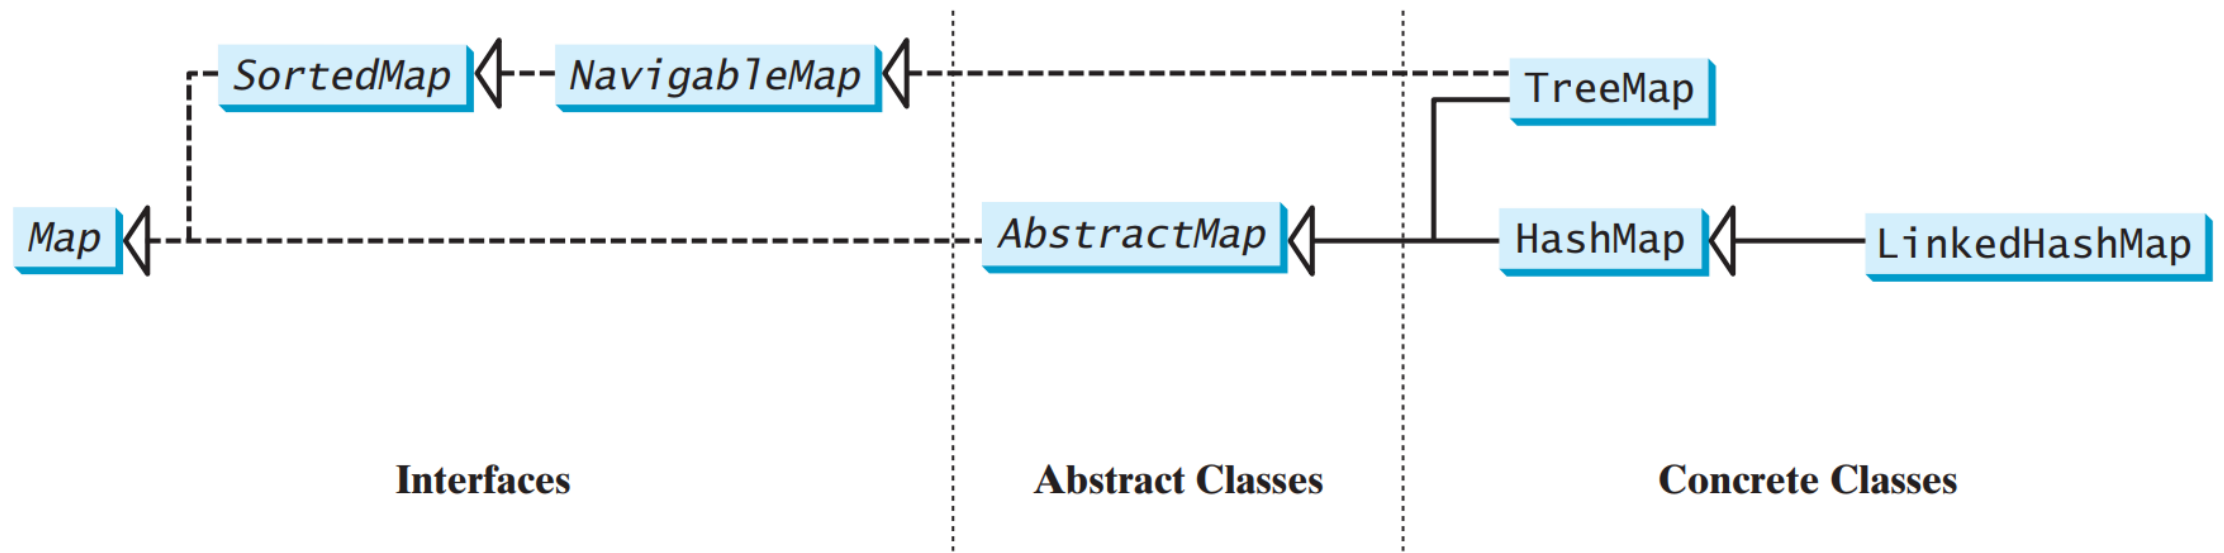 SortedMap
NavigableMap
TreeMap
Map
AbstractMap
HashMap
LinkedHashMap
Interfaces
Abstract Classes
Concrete Classes